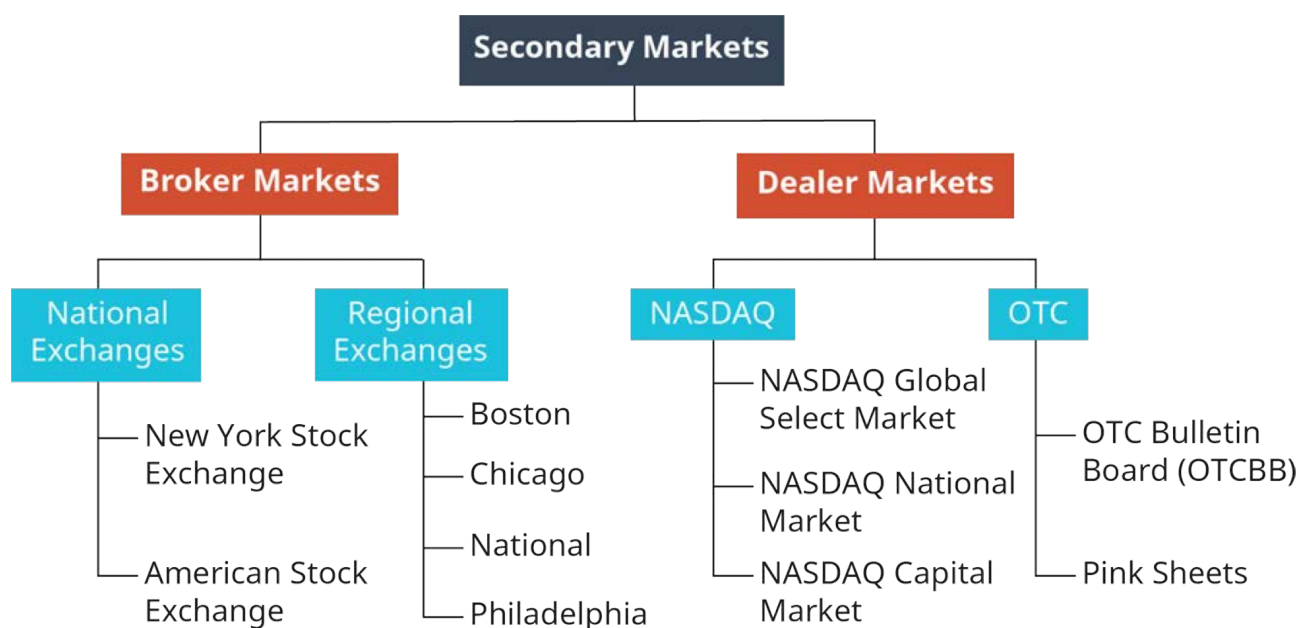 Secondary Markets
Broker Markets
Dealer Markets
National
Exchanges
Regional
Exchanges
NASDAQ
OTC
New York Stock
Exchange
American Stock
Exchange
Boston
Chicago
National
Philadelphia
NASDAQ Global
Select Market
NASDAQ National
Market
NASDAQ Capital
Market
OTC Bulletin
Board (OTCBB)
Pink Sheets